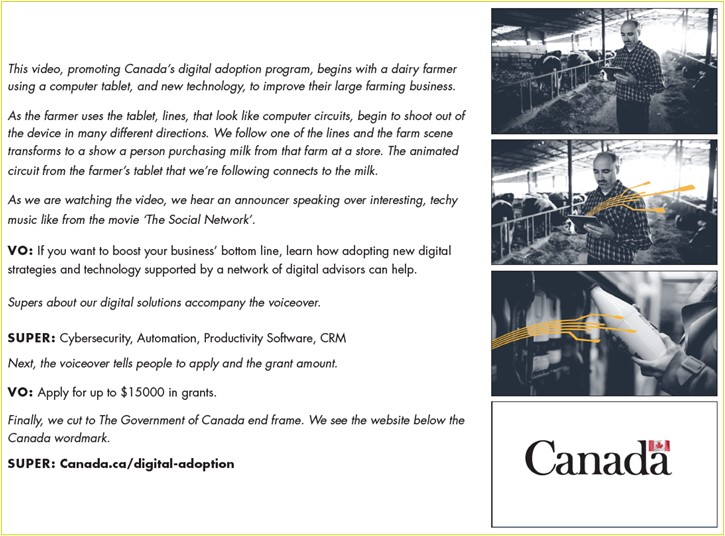 This video, promoting Canada's digital adoption program, begins with a dairy farmer
using a computer tablet, and new technology, to improve their large farming business.
As the farmer uses the tablet, lines, that look like computer circuits, begin to shoot out of
the device in many different directions. We follow one of the lines and the farm scene
transforms to a show a person purchasing milk from that farm at a store. The animated
circuit from the farmer's tablet that we're following connects to the milk.
As we are watching the video, we hear an announcer speaking over interesting, techy
music like from the movie 'The Social Network'.
VO: If you want to boost your business' bottom line, learn how adopting new digital
strategies and technology supported by a network of digital advisors can help.
Supers about our digital solutions accompany the voiceover.
SUPER: Cybersecurity, Automation, Productivity Software, CRM
Next, the voiceover tells people to apply and the grant amount.
VO: Apply for up to $15000 in grants.
Finally, we cut to The Government of Canada end frame. We see the website below the
Canada wordmark.
SUPER: Canada.ca/digital-adoption
Canada